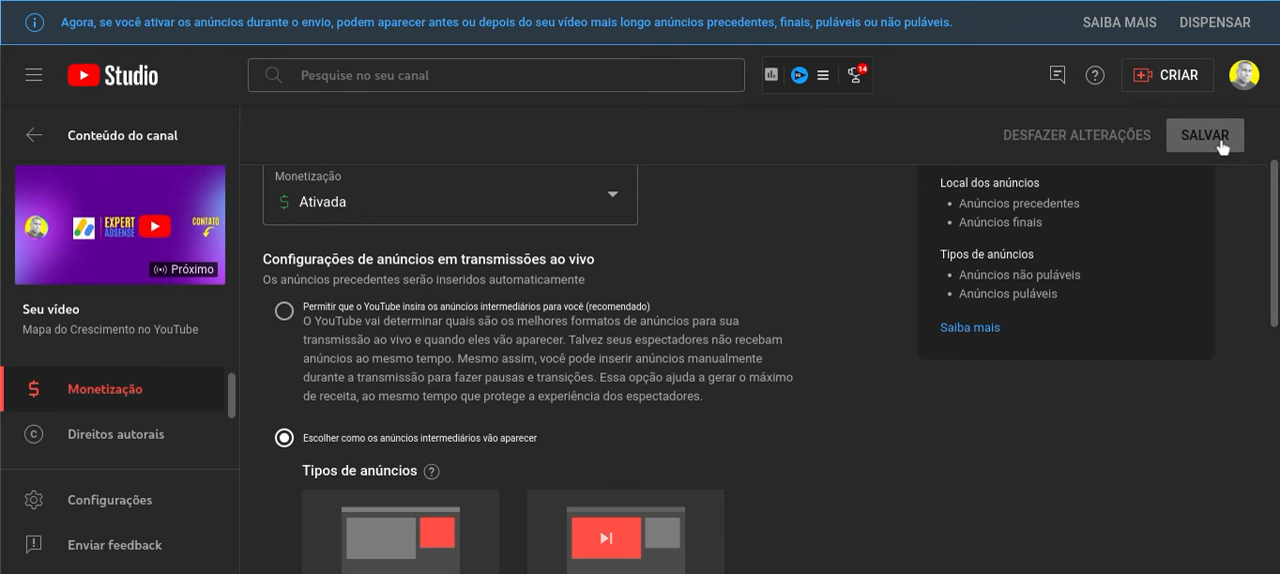 Agora, se você ativar os anúncios durante o envio, podem aparecer antes ou depois do seu vídeo mais longo anúncios precedentes, finais, puláveis ou não puláveis.
SAIBA MAIS
DISPENSAR
Studio
Pesquise no seu canal
14
CRIAR
Conteúdo do canal
DESFAZER ALTERAÇÕES
SALVAR
EXPERT
ADSENSE
CONTATO
Próximo
Seu vídeo
Mapa do Crescimento no YouTube
Monetização
Direitos autorais
Configurações
Enviar feedback
Monetização
Ativada
Configurações de anúncios em transmissões ao vivo
Os anúncios precedentes serão inseridos automaticamente
Permitir que o YouTube insira os anúncios intermediários para você (recomendado)
O YouTube vai determinar quais são os melhores formatos de anúncios para sua
transmissão ao vivo e quando eles vão aparecer. Talvez seus espectadores não recebam
anúncios ao mesmo tempo. Mesmo assim, você pode inserir anúncios manualmente
durante a transmissão para fazer pausas e transições. Essa opção ajuda a gerar o máximo
de receita, ao mesmo tempo que protege a experiência dos espectadores.
Escolher como os anúncios intermediários vão aparecer
Tipos de anúncios
Local dos anúncios
• Anúncios precedentes
• Anúncios finais
Tipos de anúncios
• Anúncios não puláveis
• Anúncios puláveis
Saiba mais